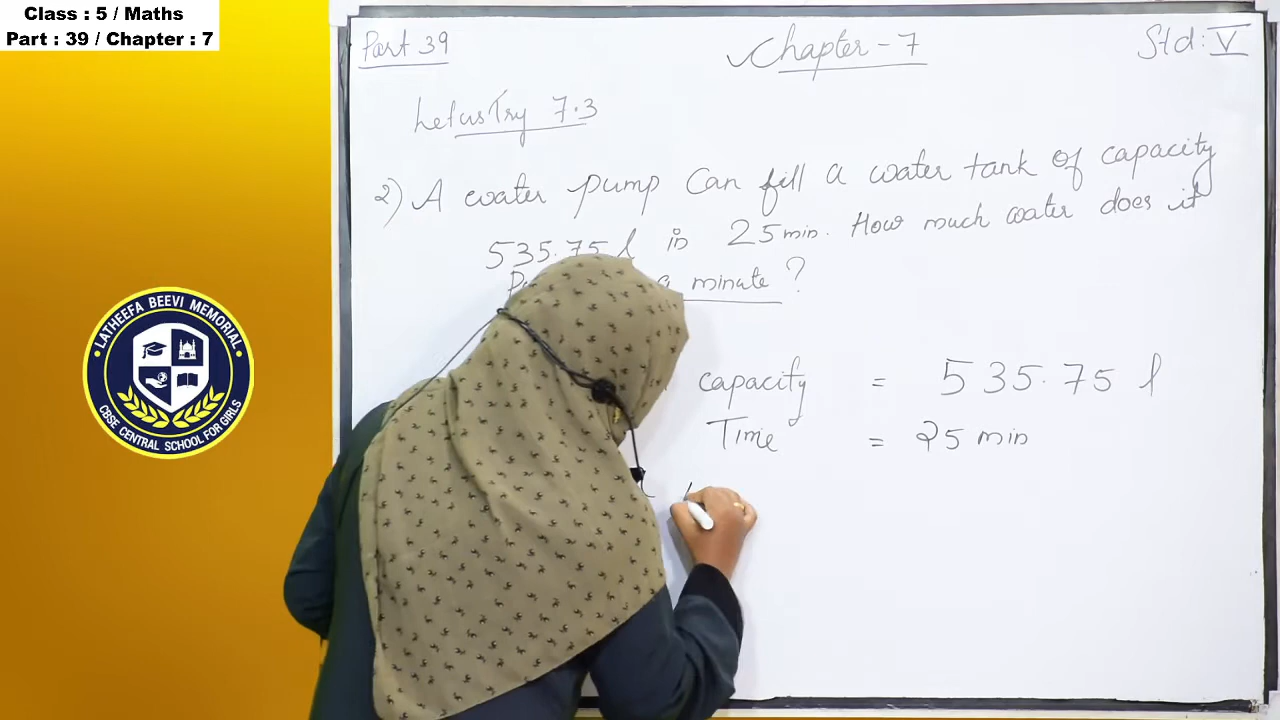 Class : 5 / Maths
Part : 39 / Chapter : 7
Part 39
Chapter - 7
Std: V
Let us Try 7.3
2) A water pump Can fill a water tank of capacity
535.75 l in 25 min. How much water does it
a minute ?
capacity = 535.75 l
Time = 25 min
LATHEEFA BEEVI MEMORIAL
CBSE CENTRAL SCHOOL FOR GIRLS